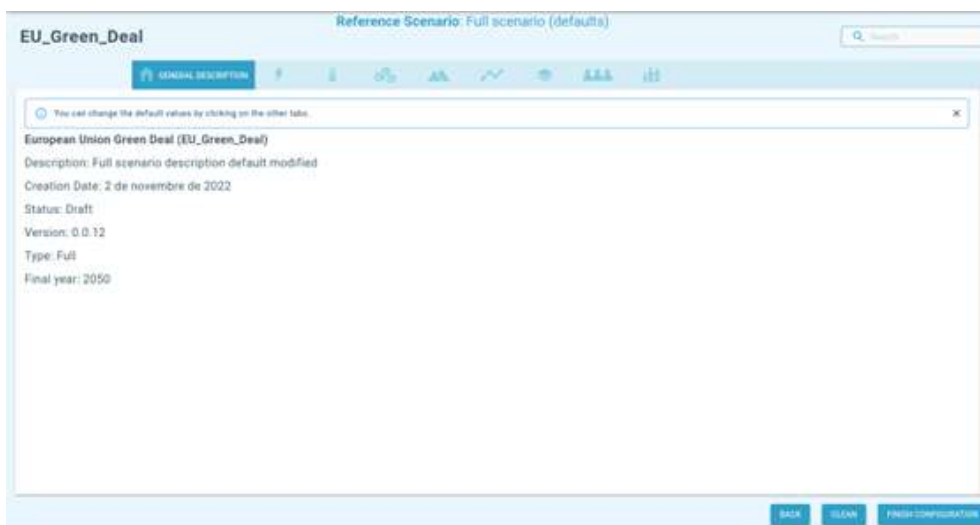 Reference Scenario: Full scenario (defaults)
EU_Green_Deal
Search
GENERAL DESCRIPTION
You can change the default values by clicking on the other tabs.
European Union Green Deal (EU_Green_Deal)
Description: Full scenario description default modified
Creation Date: 2 de novembre de 2022
Status: Draft
Version: 0.0.12
Type: Full
Final year: 2050
BACK
CLEAN
FINISH CONFIGURATION